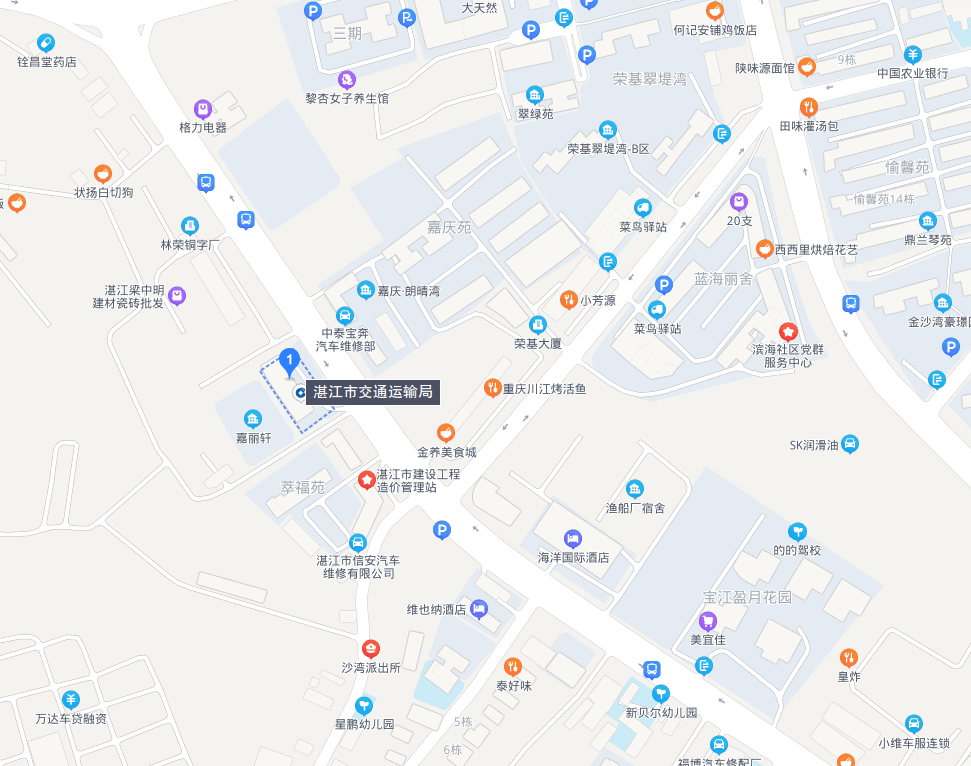 大天然
三期
何记安铺鸡饭店
铨昌堂药店
9栋
陕味源面馆
中国农业银行
荣基翠堤湾
黎杏女子养生馆
翠绿苑
格力电器
田味灌汤包
荣基翠堤湾-B区
愉馨苑
状扬白切狗
愉馨苑14栋
20支
菜鸟驿站
嘉庆苑
鼎兰琴苑
林荣铜字厂
西西里烘焙花艺
蓝海丽舍
湛江梁中明
建材瓷砖批发
嘉庆·朗晴湾
小芳源
金沙湾豪璟
中泰宝奔
汽车维修部
菜鸟驿站
荣基大厦
滨海社区党群
服务中心
1
湛江市交通运输局
重庆川江烤活鱼
嘉丽轩
金养美食城
SK润滑油
湛江市建设工程
造价管理站
萃福苑
渔船厂宿舍
海洋国际酒店
的的驾校
湛江市信安汽车
维修有限公司
宝江盈月花园
维也纳酒店
美宜佳
沙湾派出所
皇炸
泰好味
万达车贷融资
星鹏幼儿园
5栋
新贝尔幼儿园
6栋
小维车服连锁
福博汽车修配厂